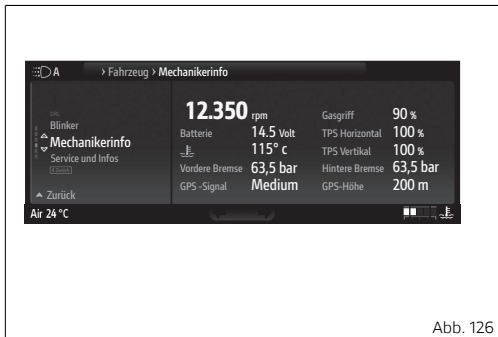 A › Fahrzeug › Mechanikerinfo
Blinker
Mechanikerinfo
Service und Infos
Zurück
12.350 rpm
Batterie 14.5 Volt
115° c
Vordere Bremse 63,5 bar
GPS -Signal Medium
Gasgriff 90 %
TPS Horizontal 100 %
TPS Vertikal 100 %
Hintere Bremse 63,5 bar
GPS-Höhe 200 m
Air 24 °C
Abb. 126